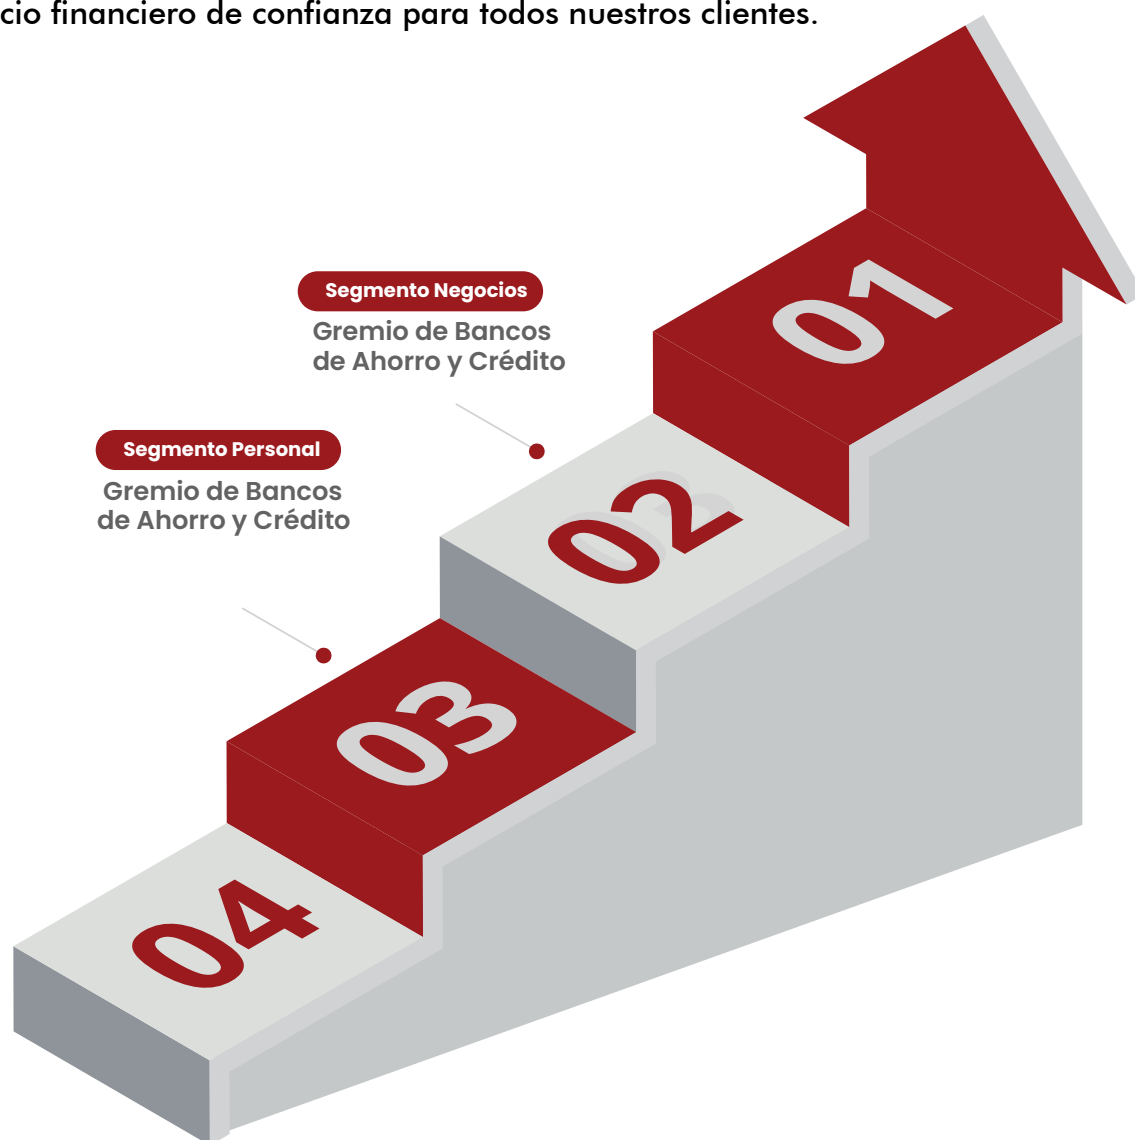 cio financiero de confianza para todos nuestros clientes.
01
Segmento Negocios
Gremio de Bancos
de Ahorro y Crédito
02
Segmento Personal
Gremio de Bancos
de Ahorro y Crédito
03
04